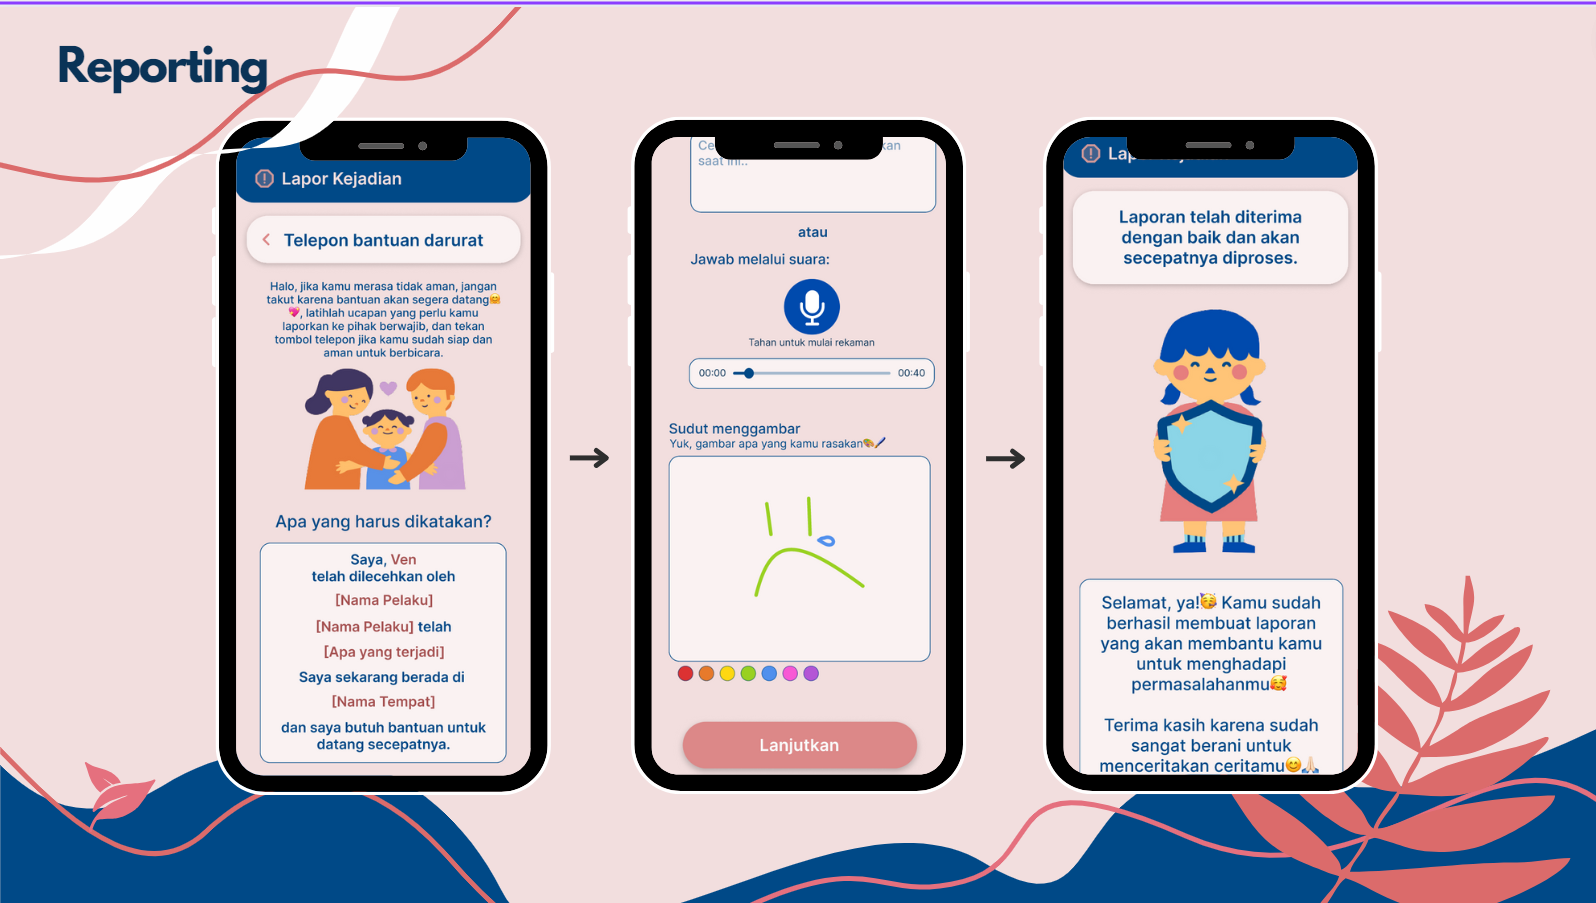 Reporting
Lapor Kejadian
Telepon bantuan darurat
Halo, jika kamu merasa tidak aman, jangan
takut karena bantuan akan segera datang🤗
💖, latihlah ucapan yang perlu kamu
laporkan ke pihak berwajib, dan tekan
tombol telepon jika kamu sudah siap dan
aman untuk berbicara.
Apa yang harus dikatakan?
Saya, Ven
telah dilecehkan oleh
[Nama Pelaku]
[Nama Pelaku] telah
[Apa yang terjadi]
Saya sekarang berada di
[Nama Tempat]
dan saya butuh bantuan untuk
datang secepatnya.
saat ini..
atau
Jawab melalui suara:
Tahan untuk mulai rekaman
00:00 00:40
Sudut menggambar
Yuk, gambar apa yang kamu rasakan🎨🖊️
Lanjutkan
Laporan telah diterima
dengan baik dan akan
secepatnya diproses.
Selamat, ya!🥳 Kamu sudah
berhasil membuat laporan
yang akan membantu kamu
untuk menghadapi
permasalahanmu🥰
Terima kasih karena sudah
sangat berani untuk
menceritakan ceritamu😊🙏🏻